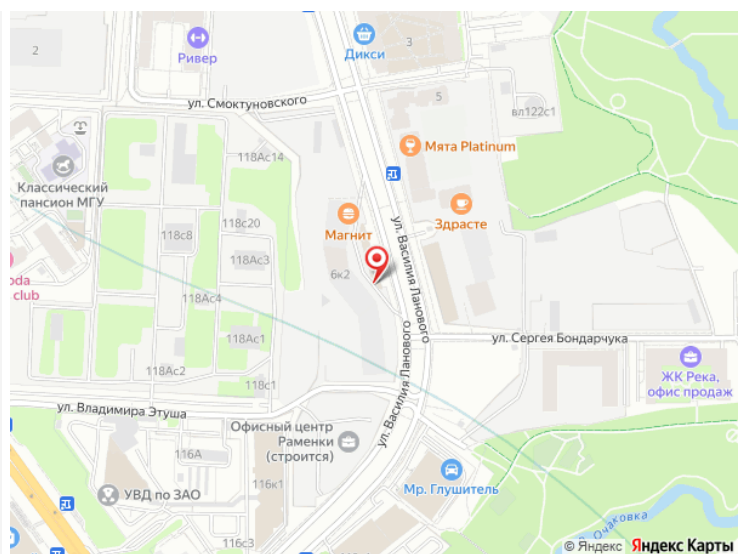 2
Ривер
Дикси
3
ул. Смоктуновского
5
вл122с1
Мята Platinum
118Ас14
Классический
пансион МГУ
118с20
118с8
Магнит
Здрасте
ул. Василия Ланового
118Ас3
6к2
oda
club
118Ас4
118Ас1
ул. Сергея Бондарчука
118Ас2
118с1
ЖК Река,
офис продаж
ул. Владимира Этуша
ул. Василия Ланового
Офисный центр
Раменки
(строится)
116А
УВД по ЗАО
116к1
Мр. Глушитель
116с3
Очаковка
© Яндекс Яндекс Карты